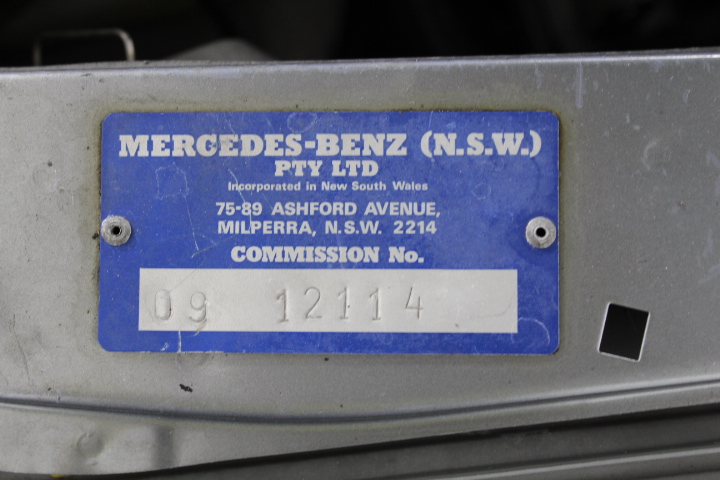 MERCEDES-BENZ (N.S.W.)
PTY LTD
Incorporated in New South Wales
75-89 ASHFORD AVENUE,
MILPERRA, N.S.W. 2214
COMMISSION No.
09 12114